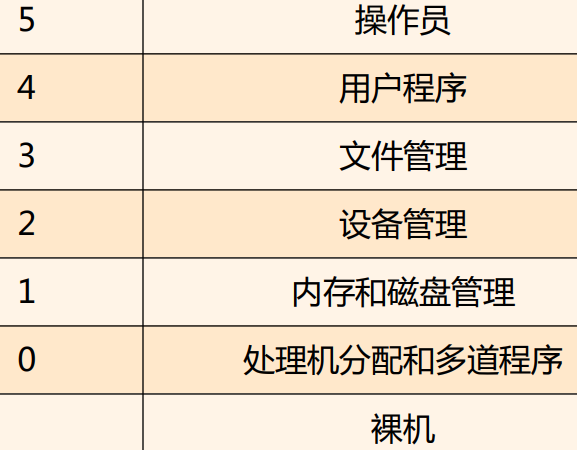 5 操作员
4 用户程序
3 文件管理
2 设备管理
1 内存和磁盘管理
0 处理机分配和多道程序
裸机